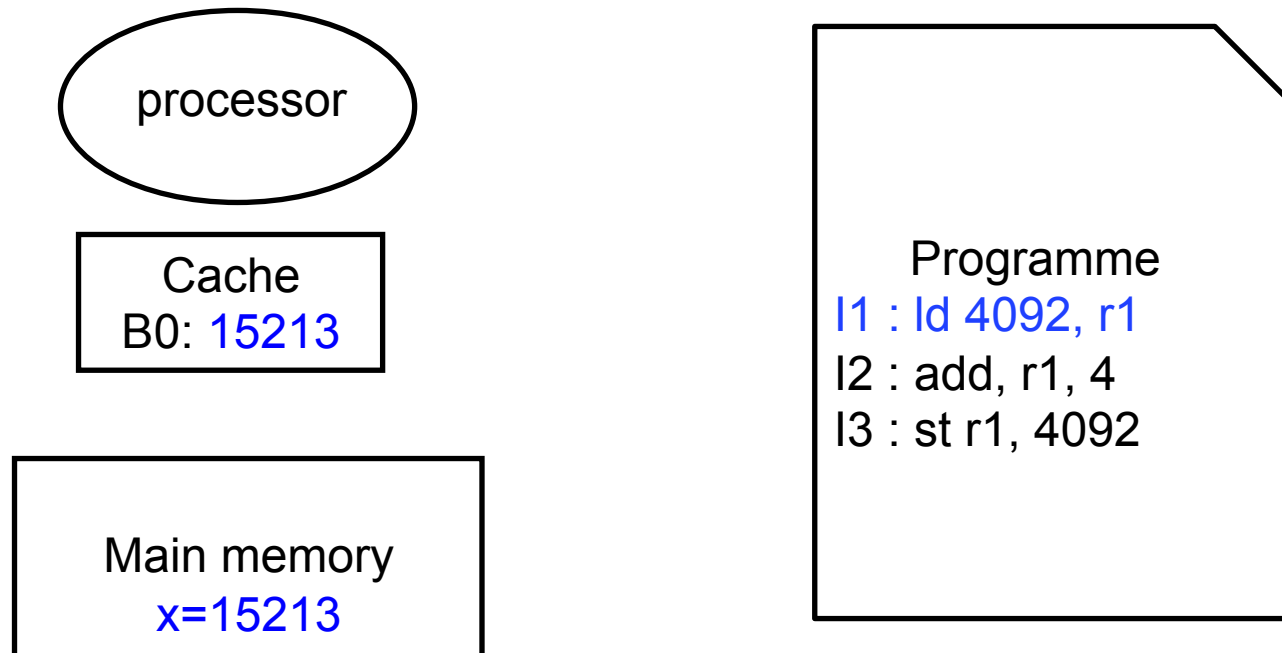 processor
Cache
B0: 15213
Main memory
x=15213
Programme
I1 : ld 4092, r1
I2 : add, r1, 4
I3 : st r1, 4092